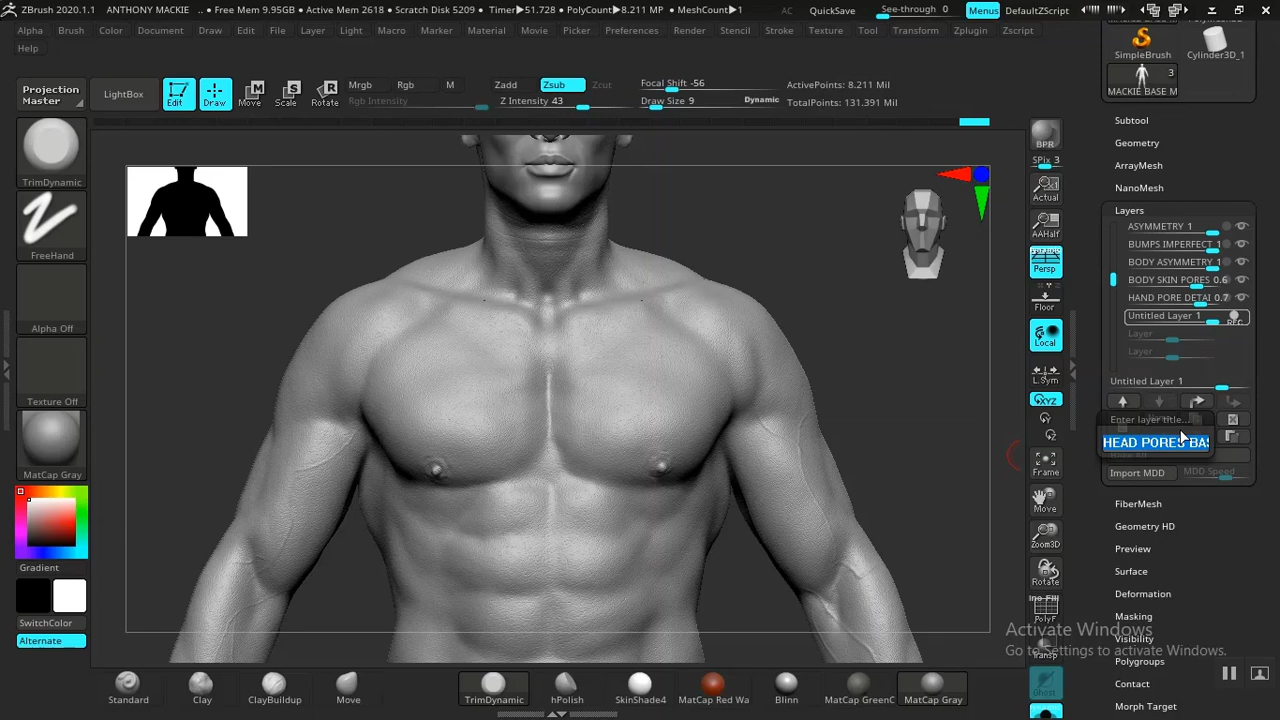 ZBrush 2020.1.1 ANTHONY MACKIE .. • Free Mem 9.95GB • Active Mem 2618 • Scratch Disk 5209 • Timer▸51.728 • PolyCount▸8.211 MP • MeshCount▸1 AC QuickSave See-through 0 Menus DefaultZScript
Alpha Brush Color Document Draw Edit File Layer Light Macro Marker Material Movie Picker Preferences Render Stencil Stroke Texture Tool Transform Zplugin Zscript
Help
SimpleBrush Cylinder3D_1
3
MACKIE BASE M
Projection Master
LightBox
Edit
Draw
Move
Scale
Rotate
Mrgb Rgb M
Rgb Intensity
Zadd Zsub Zcut
Z Intensity 43
Focal Shift -56
Draw Size 9 Dynamic
ActivePoints: 8.211 Mil
TotalPoints: 131.391 Mil
TrimDynamic
FreeHand
Alpha Off
Texture Off
MatCap Gray
Gradient
SwitchColor
Alternate
BPR
SPix 3
Actual
AAHalf
Persp
Floor
Local
L.Sym
XYZ
Y
Z
Frame
Move
Zoom3D
Rotate
PolyF
Transp
Ghost
Subtool
Geometry
ArrayMesh
NanoMesh
Layers
ASYMMETRY 1
BUMPS IMPERFECT 1
BODY ASYMMETRY 1
BODY SKIN PORES 0.6
HAND PORE DETAI 0.7
Untitled Layer 1 REC
Layer
Layer
Untitled Layer 1
Enter layer title...
HEAD PORES BAS
Import MDD MDD Speed
FiberMesh
Geometry HD
Preview
Surface
Deformation
Masking
Visibility
Polygroups
Contact
Morph Target
Activate Windows
Go to Settings to activate Windows.
Standard Clay ClayBuildup Move TrimDynamic hPolish SkinShade4 MatCap Red Wa Blinn MatCap GreenC MatCap Gray